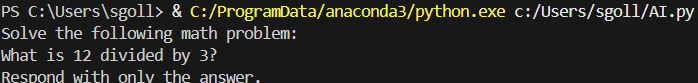 PS C:\Users\sgoll> & C:/ProgramData/anaconda3/python.exe c:/Users/sgoll/AI.py
Solve the following math problem:
What is 12 divided by 3?
Respond with only the answer.